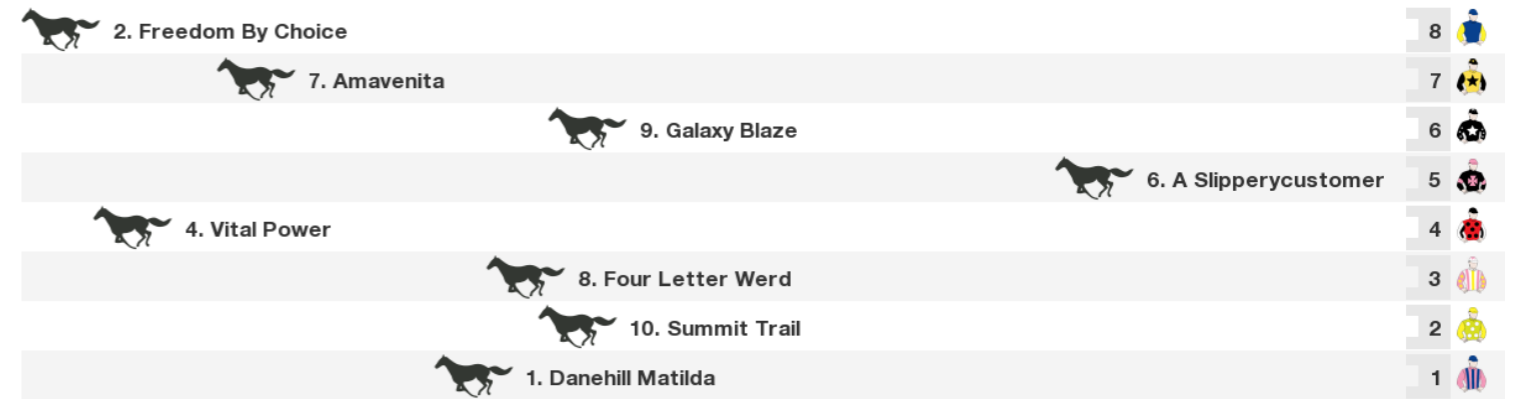 2. Freedom By Choice 8
7. Amavenita 7
9. Galaxy Blaze 6
6. A Slipperycustomer 5
4. Vital Power 4
8. Four Letter Werd 3
10. Summit Trail 2
1. Danehill Matilda 1